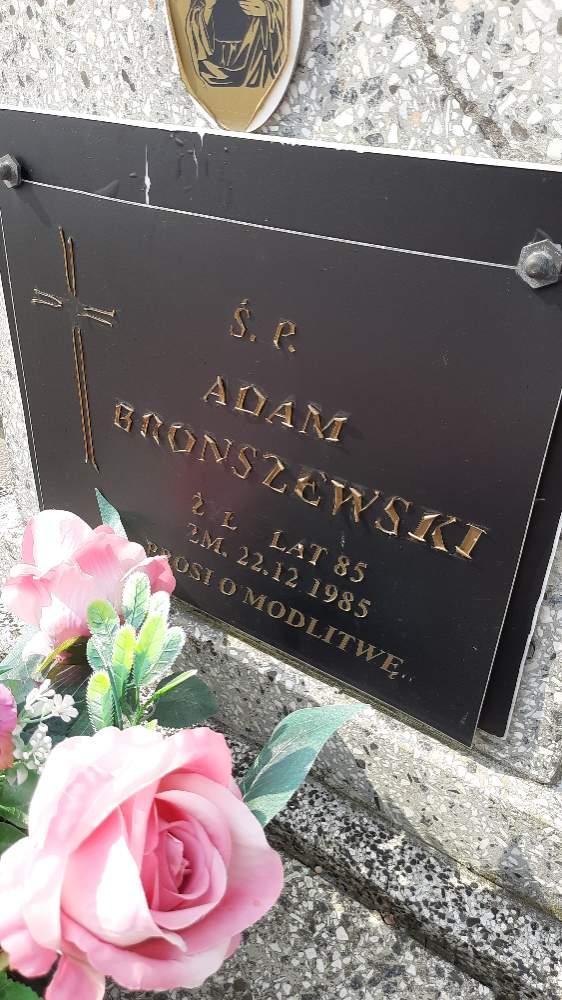 Ś. P.
ADAM
BRONSZEWSKI
Ż Ł LAT 85
ZM. 22.12.1985
PROSI O MODLITWĘ